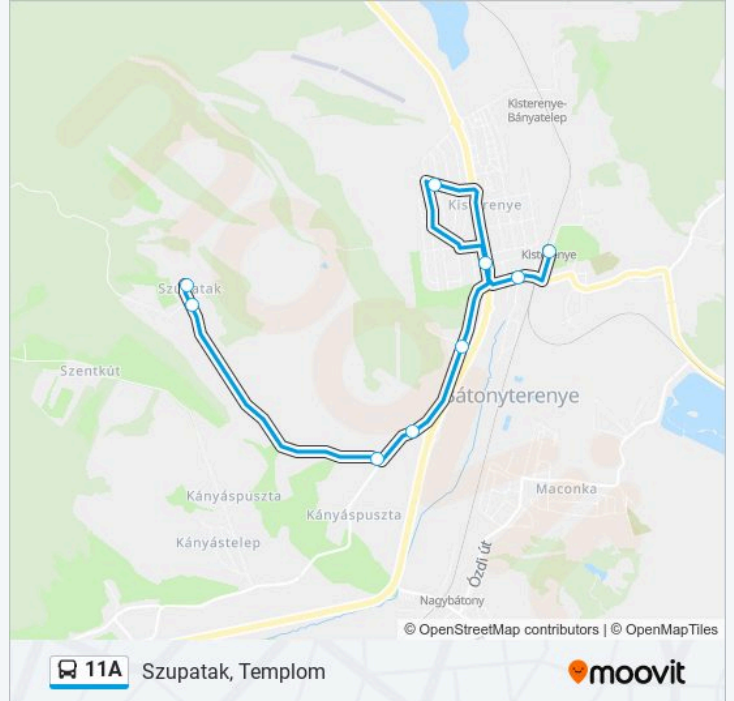 Kisterenye-
Bányatelep
Kisterenye
Kisterenye
Szupatak
Szentkút
Bátonyterenye
Kányáspuszta
Maconka
Kányáspuszta
Kányástelep
Ózdi út
Nagybátony
© OpenStreetMap contributors | © OpenMapTiles
11A Szupatak, Templom
moovit